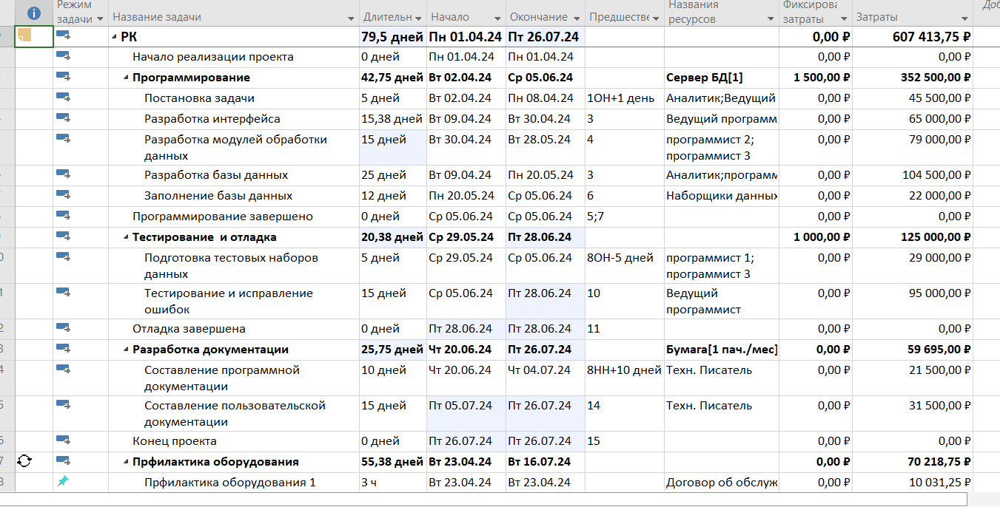 Режим задачи Название задачи Длительн Начало Окончание Предшестве Названия ресурсов Фиксирова затраты Затраты Доб
РК 79,5 дней Пн 01.04.24 Пт 26.07.24 0,00 ₽ 607 413,75 ₽
Начало реализации проекта 0 дней Пн 01.04.24 Пн 01.04.24 0,00 ₽ 0,00 ₽
Программирование 42,75 дней Вт 02.04.24 Ср 05.06.24 Сервер БД[1] 1 500,00 ₽ 352 500,00 ₽
Постановка задачи 5 дней Вт 02.04.24 Пн 08.04.24 1ОН+1 день Аналитик;Ведущий 0,00 ₽ 45 500,00 ₽
Разработка интерфейса 15,38 дней Вт 09.04.24 Вт 30.04.24 3 Ведущий программ 0,00 ₽ 65 000,00 ₽
Разработка модулей обработки 15 дней Вт 30.04.24 Вт 28.05.24 4 программист 2; 0,00 ₽ 79 000,00 ₽
данных программист 3
Разработка базы данных 25 дней Вт 09.04.24 Пн 20.05.24 3 Аналитик;программ 0,00 ₽ 104 500,00 ₽
Заполнение базы данных 12 дней Пн 20.05.24 Ср 05.06.24 6 Наборщики данных 0,00 ₽ 22 000,00 ₽
Программирование завершено 0 дней Ср 05.06.24 Ср 05.06.24 5;7 0,00 ₽ 0,00 ₽
Тестирование и отладка 20,38 дней Ср 29.05.24 Пт 28.06.24 1 000,00 ₽ 125 000,00 ₽
Подготовка тестовых наборов 5 дней Ср 29.05.24 Ср 05.06.24 8ОН-5 дней программист 1; 0,00 ₽ 29 000,00 ₽
данных программист 3
Тестирование и исправление 15 дней Ср 05.06.24 Пт 28.06.24 10 Ведущий 0,00 ₽ 95 000,00 ₽
ошибок программист
Отладка завершена 0 дней Пт 28.06.24 Пт 28.06.24 11 0,00 ₽ 0,00 ₽
Разработка документации 25,75 дней Чт 20.06.24 Пт 26.07.24 Бумага[1 пач./мес] 0,00 ₽ 59 695,00 ₽
Составление программной 10 дней Чт 20.06.24 Чт 04.07.24 8НН+10 дней Техн. Писатель 0,00 ₽ 21 500,00 ₽
документации
Составление пользовательской 15 дней Пт 05.07.24 Пт 26.07.24 14 Техн. Писатель 0,00 ₽ 31 500,00 ₽
документации
Конец проекта 0 дней Пт 26.07.24 Пт 26.07.24 15 0,00 ₽ 0,00 ₽
Прфилактика оборудования 55,38 дней Вт 23.04.24 Вт 16.07.24 0,00 ₽ 70 218,75 ₽
Прфилактика оборудования 1 3 ч Вт 23.04.24 Вт 23.04.24 Договор об обслуж 0,00 ₽ 10 031,25 ₽